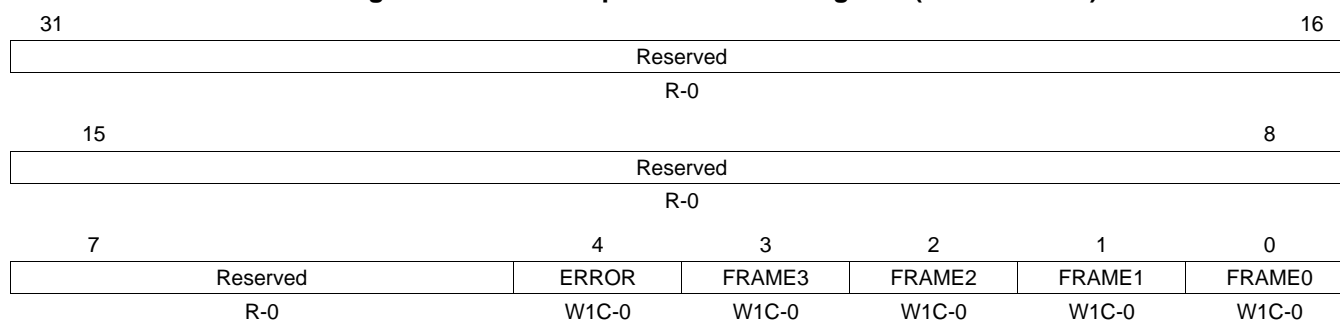 31 16
Reserved
R-0
15 8
Reserved
R-0
7 4 3 2 1 0
Reserved ERROR FRAME3 FRAME2 FRAME1 FRAME0
R-0 W1C-0 W1C-0 W1C-0 W1C-0 W1C-0